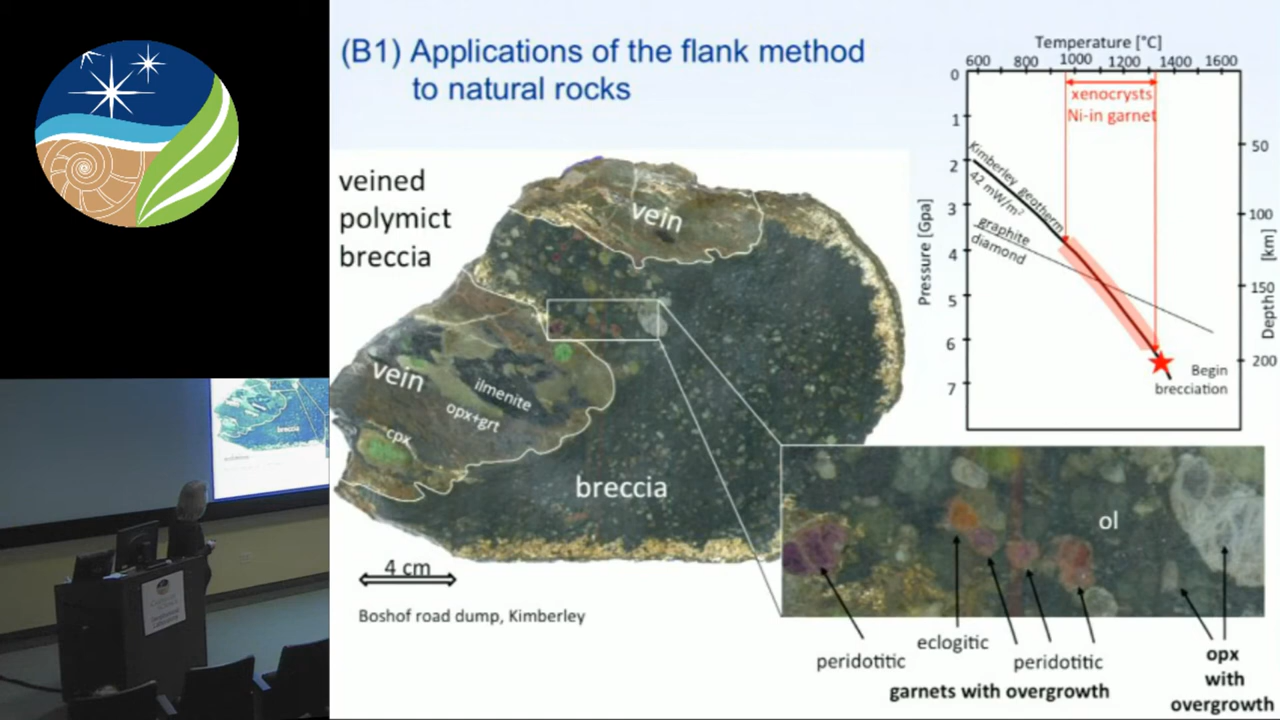 (B1) Applications of the flank method
to natural rocks
veined
polymict
breccia
vein
vein
ilmenite
opx+grt
cpx
breccia
4 cm
Boshof road dump, Kimberley
Temperature [°C]
600 800 1000 1200 1400 1600
xenocrysts
Ni-in garnet
0
1
2
3
4
5
6
7
Pressure [Gpa]
Kimberley geotherm
42 mW/m²
graphite
diamond
50
100
150
200
Depth [km]
Begin
brecciation
ol
peridotitic
eclogitic
peridotitic
garnets with overgrowth
opx
with
overgrowth